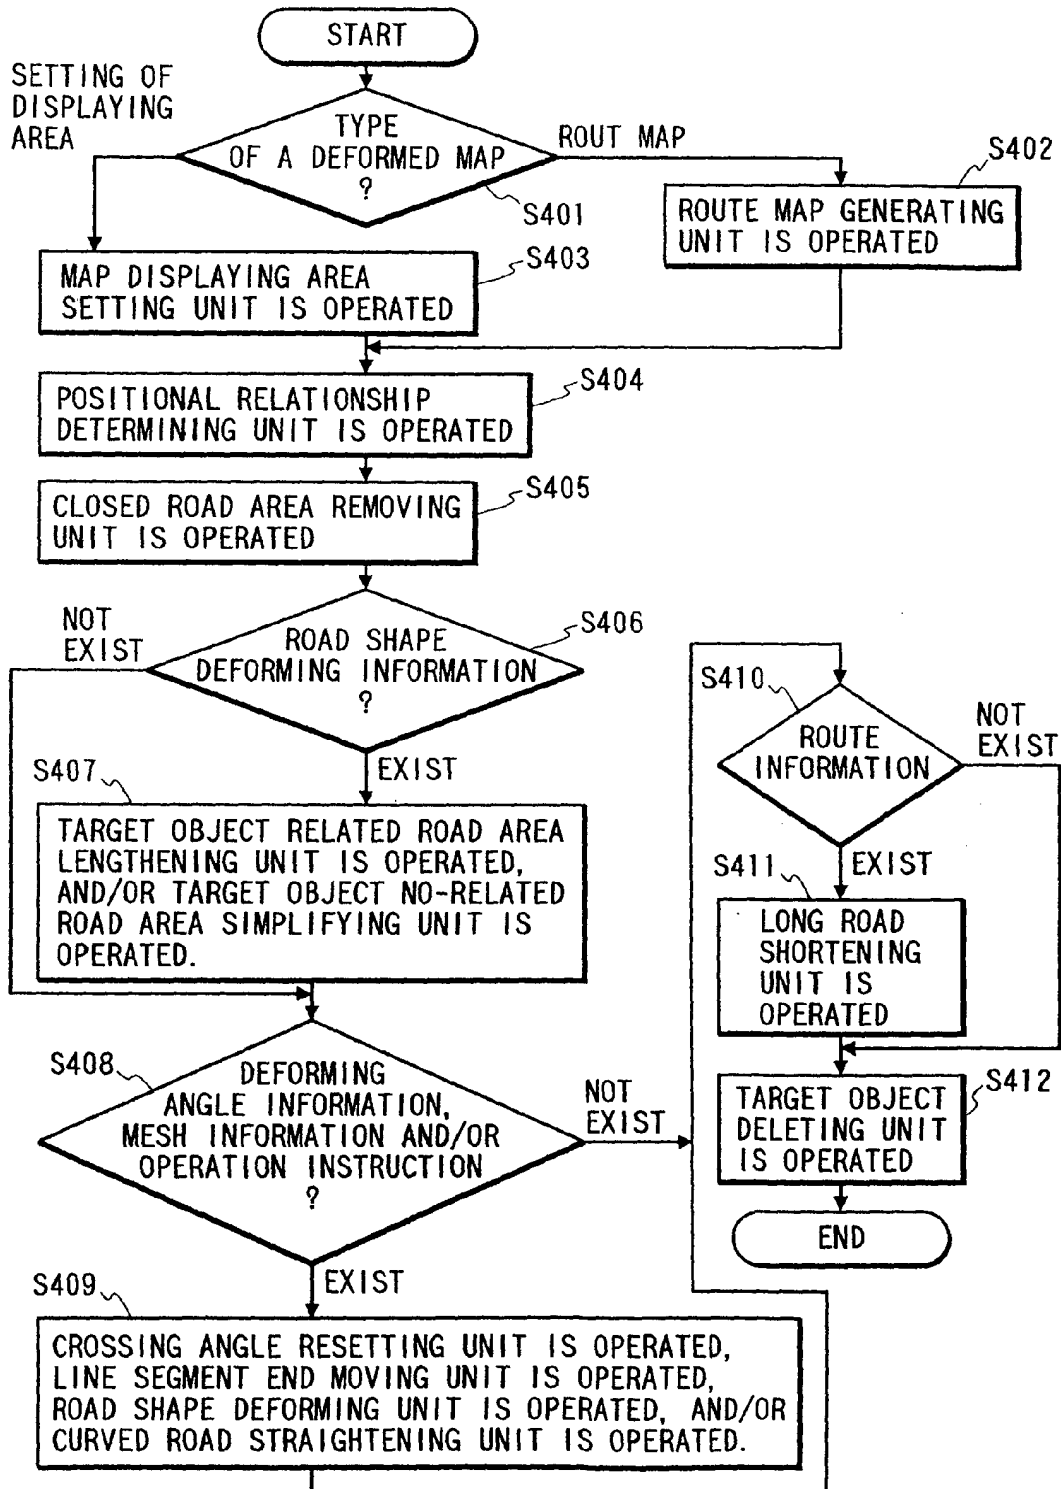 START
SETTING OF
DISPLAYING
AREA
TYPE
OF A DEFORMED MAP
?
ROUT MAP
S401
S402
ROUTE MAP GENERATING
UNIT IS OPERATED
S403
MAP DISPLAYING AREA
SETTING UNIT IS OPERATED
S404
POSITIONAL RELATIONSHIP
DETERMINING UNIT IS OPERATED
S405
CLOSED ROAD AREA REMOVING
UNIT IS OPERATED
S406
NOT
EXIST
ROAD SHAPE
DEFORMING INFORMATION
?
EXIST
S407
TARGET OBJECT RELATED ROAD AREA
LENGTHENING UNIT IS OPERATED,
AND/OR TARGET OBJECT NO-RELATED
ROAD AREA SIMPLIFYING UNIT IS
OPERATED.
S408
DEFORMING
ANGLE INFORMATION,
MESH INFORMATION AND/OR
OPERATION INSTRUCTION
?
NOT
EXIST
EXIST
S409
CROSSING ANGLE RESETTING UNIT IS OPERATED,
LINE SEGMENT END MOVING UNIT IS OPERATED,
ROAD SHAPE DEFORMING UNIT IS OPERATED, AND/OR
CURVED ROAD STRAIGHTENING UNIT IS OPERATED.
S410
ROUTE
INFORMATION
NOT
EXIST
EXIST
S411
LONG ROAD
SHORTENING
UNIT IS
OPERATED
S412
TARGET OBJECT
DELETING UNIT
IS OPERATED
END